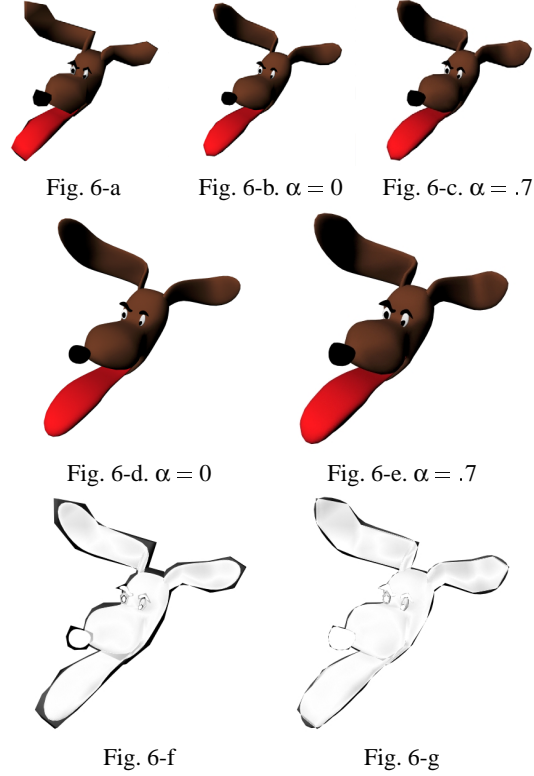 Fig. 6-a
Fig. 6-b. α = 0
Fig. 6-c. α = .7
Fig. 6-d. α = 0
Fig. 6-e. α = .7
Fig. 6-f
Fig. 6-g